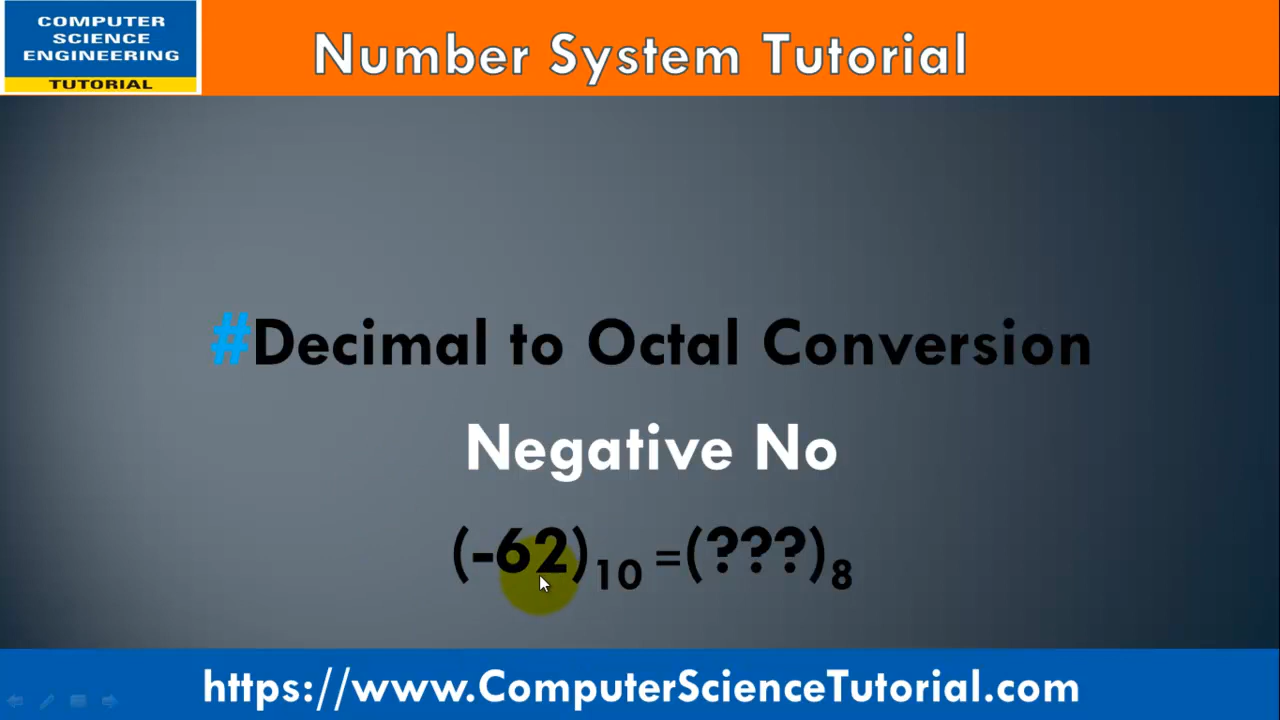 COMPUTER
SCIENCE
ENGINEERING
TUTORIAL
Number System Tutorial
#Decimal to Octal Conversion
Negative No
(-62)₁₀ =(???)₈
https://www.ComputerScienceTutorial.com